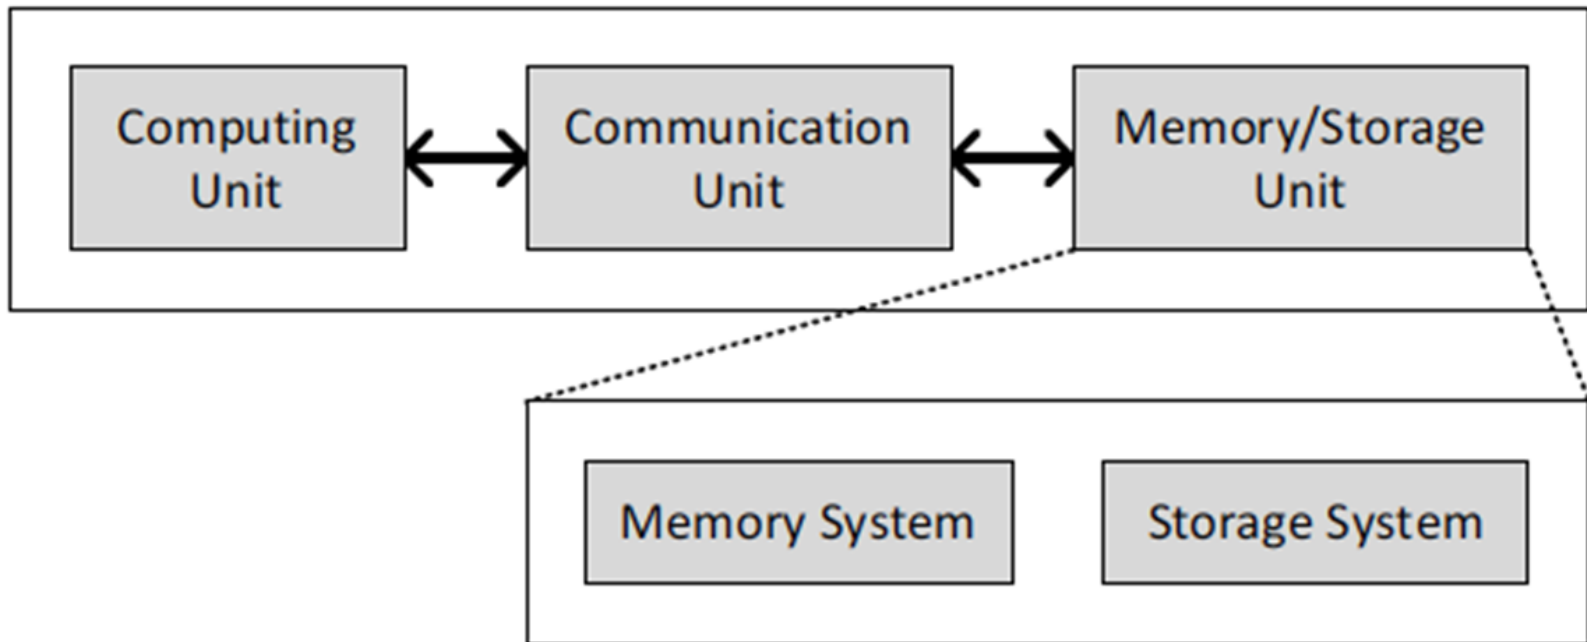 Computing
Unit
Communication
Unit
Memory/Storage
Unit
Memory System
Storage System